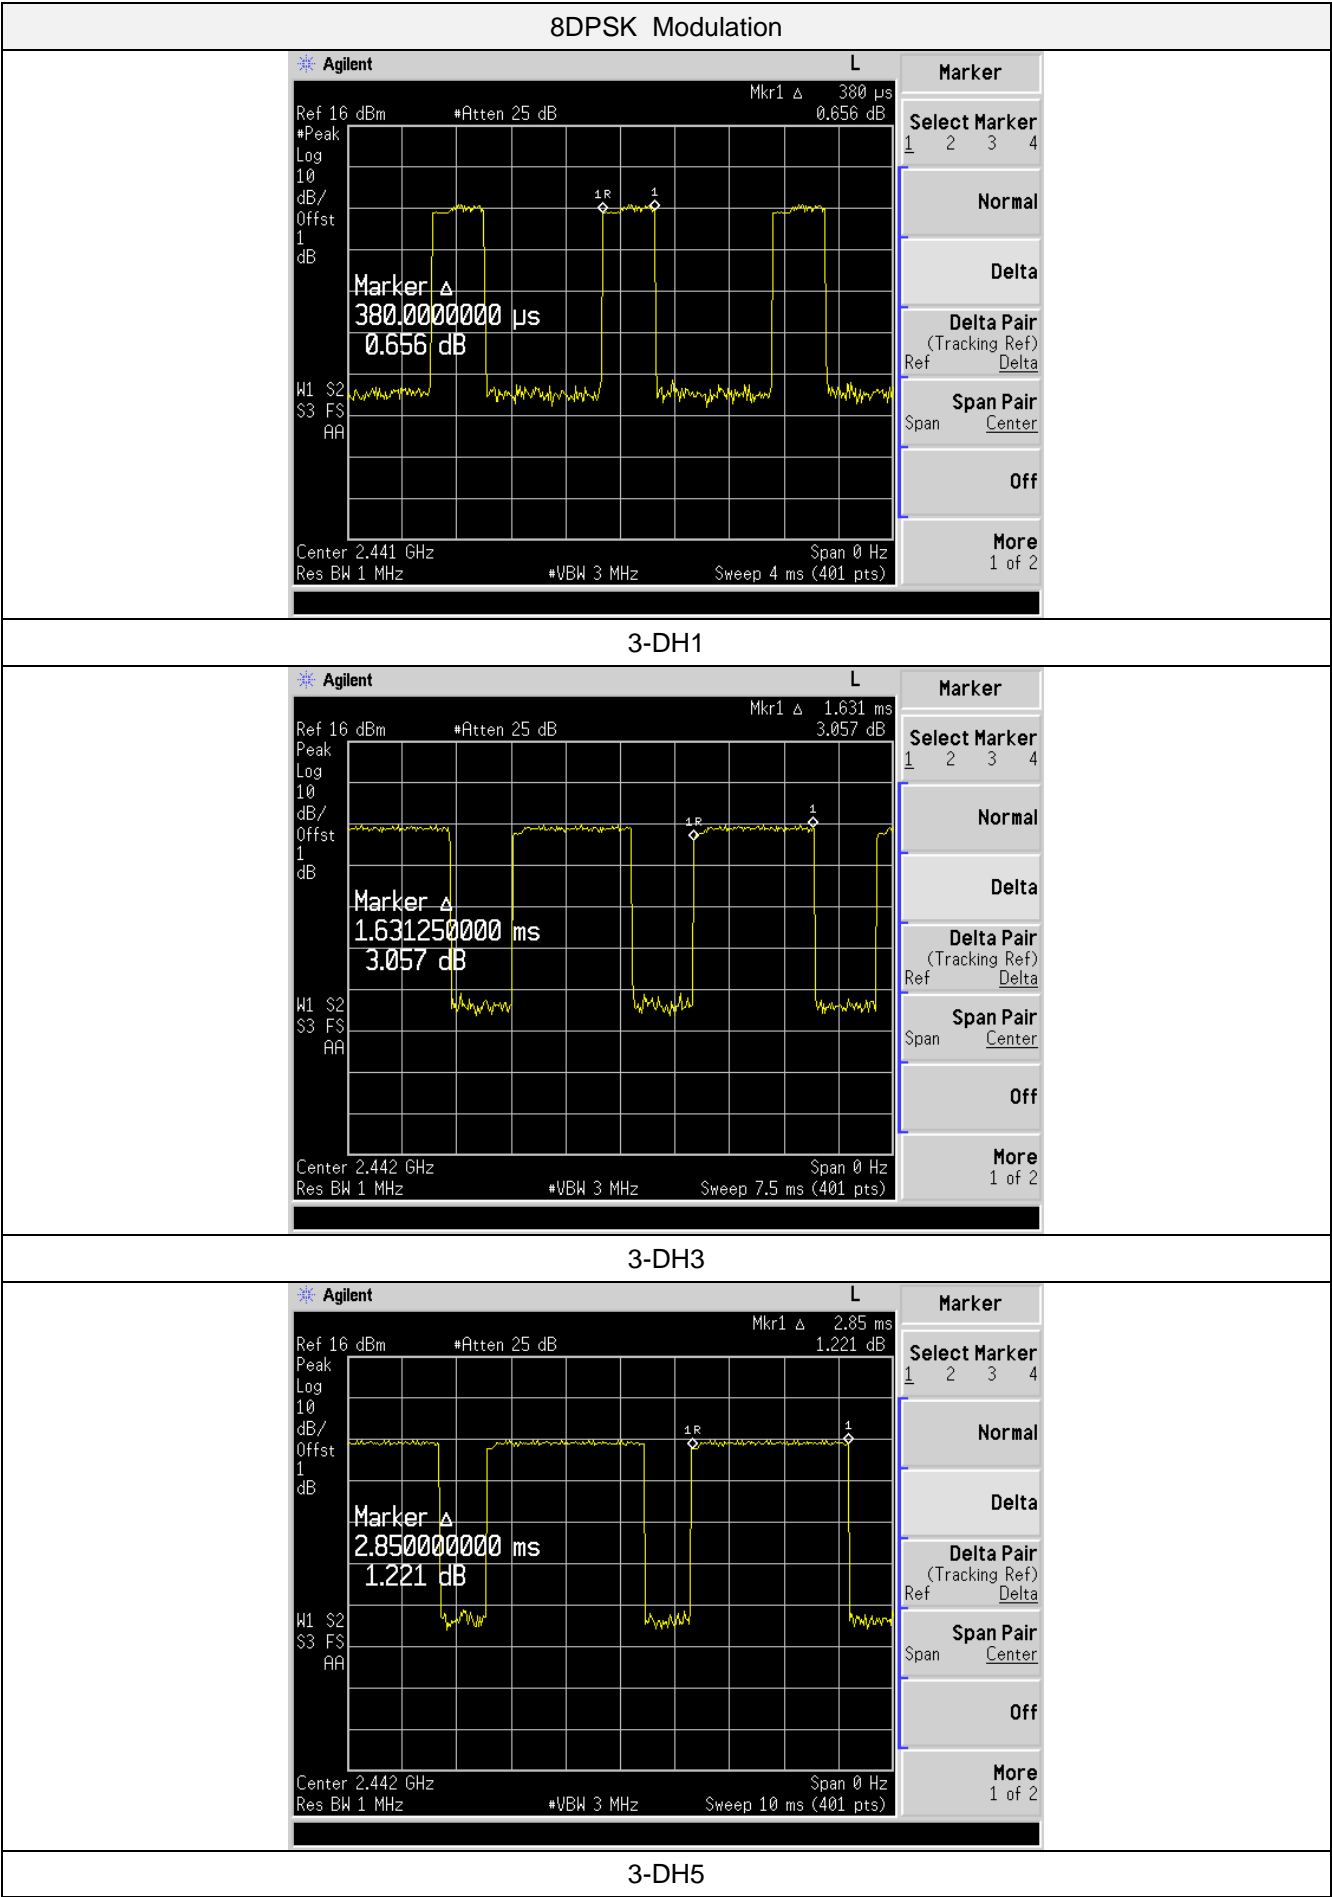 8DPSK Modulation
Agilent L
Mkr1 Δ 380 µs
Ref 16 dBm #Atten 25 dB 0.656 dB
#Peak
Log
10
dB/
Offst
1
dB
1R 1
Marker Δ
380.0000000 µs
0.656 dB
W1 S2
S3 FS
AA
Center 2.441 GHz Span 0 Hz
Res BW 1 MHz #VBW 3 MHz Sweep 4 ms (401 pts)
Marker
Select Marker
1 2 3 4
Normal
Delta
Delta Pair
(Tracking Ref)
Ref Delta
Span Pair
Span Center
Off
More
1 of 2
3-DH1
Agilent L
Mkr1 Δ 1.631 ms
Ref 16 dBm #Atten 25 dB 3.057 dB
Peak
Log
10
dB/
Offst
1
dB
1R 1
Marker Δ
1.631250000 ms
3.057 dB
W1 S2
S3 FS
AA
Center 2.442 GHz Span 0 Hz
Res BW 1 MHz #VBW 3 MHz Sweep 7.5 ms (401 pts)
Marker
Select Marker
1 2 3 4
Normal
Delta
Delta Pair
(Tracking Ref)
Ref Delta
Span Pair
Span Center
Off
More
1 of 2
3-DH3
Agilent L
Mkr1 Δ 2.85 ms
Ref 16 dBm #Atten 25 dB 1.221 dB
Peak
Log
10
dB/
Offst
1
dB
1R 1
Marker Δ
2.850000000 ms
1.221 dB
W1 S2
S3 FS
AA
Center 2.442 GHz Span 0 Hz
Res BW 1 MHz #VBW 3 MHz Sweep 10 ms (401 pts)
Marker
Select Marker
1 2 3 4
Normal
Delta
Delta Pair
(Tracking Ref)
Ref Delta
Span Pair
Span Center
Off
More
1 of 2
3-DH5